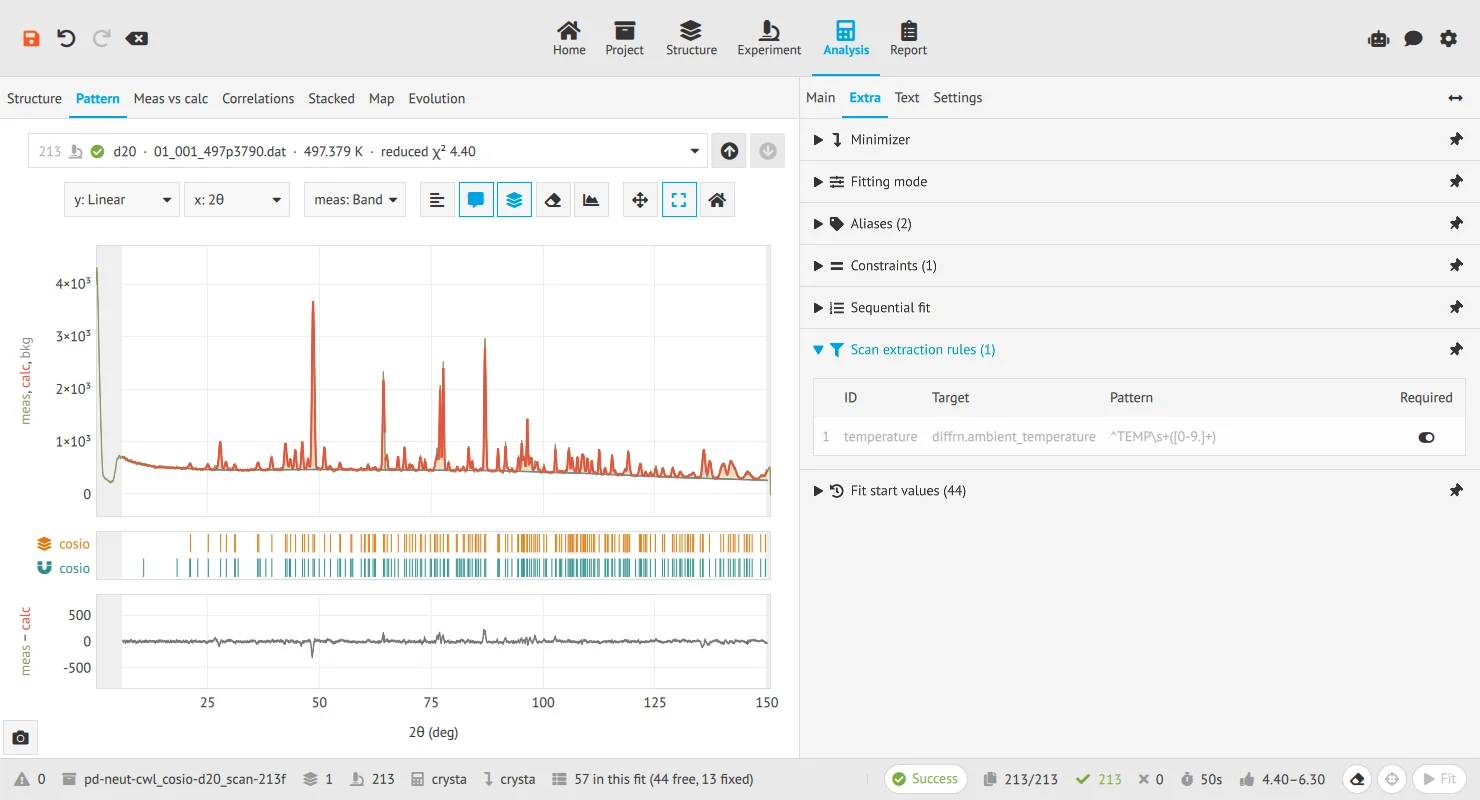 Home
Project
Structure
Experiment
Analysis
Report
Structure
Pattern
Meas vs calc
Correlations
Stacked
Map
Evolution
Main
Extra
Text
Settings
213 d20 · 01_001_497p3790.dat · 497.379 K · reduced χ² 4.40
y: Linear
x: 2θ
meas: Band
4×10³
3×10³
2×10³
1×10³
0
meas, calc, bkg
cosio
cosio
500
0
-500
meas − calc
25
50
75
100
125
150
2θ (deg)
Minimizer
Fitting mode
Aliases (2)
Constraints (1)
Sequential fit
Scan extraction rules (1)
ID Target Pattern Required
1 temperature diffrn.ambient_temperature ^TEMP\s+([0-9.]+)
Fit start values (44)
0
pd-neut-cwl_cosio-d20_scan-213f
1
213
crysta
crysta
57 in this fit (44 free, 13 fixed)
Success
213/213
213
0
50s
4.40–6.30
Fit